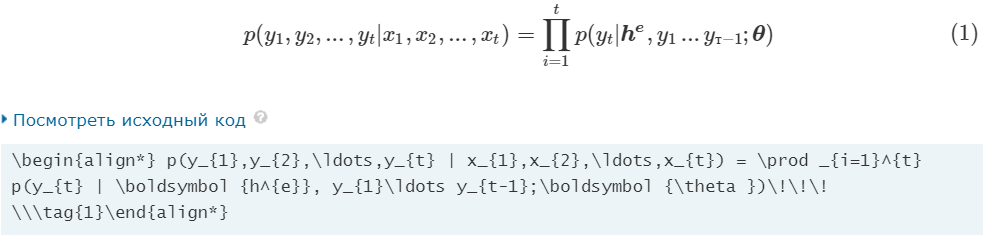 p(y₁,y₂,…,yₜ|x₁,x₂,…,xₜ) = ∏ᵢ₌₁ᵗ p(yₜ|hᵉ,y₁…yτ₋₁;θ) (1)
Посмотреть исходный код ?
\begin{align*} p(y_{1},y_{2},\ldots,y_{t} | x_{1},x_{2},\ldots,x_{t}) = \prod _{i=1}^{t}
p(y_{t} | \boldsymbol {h^{e}}, y_{1}\ldots y_{t-1};\boldsymbol {\theta })\!\!\!
\\\tag{1}\end{align*}